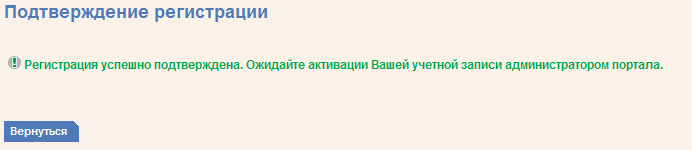 Подтверждение регистрации
Регистрация успешно подтверждена. Ожидайте активации Вашей учетной записи администратором портала.
Вернуться